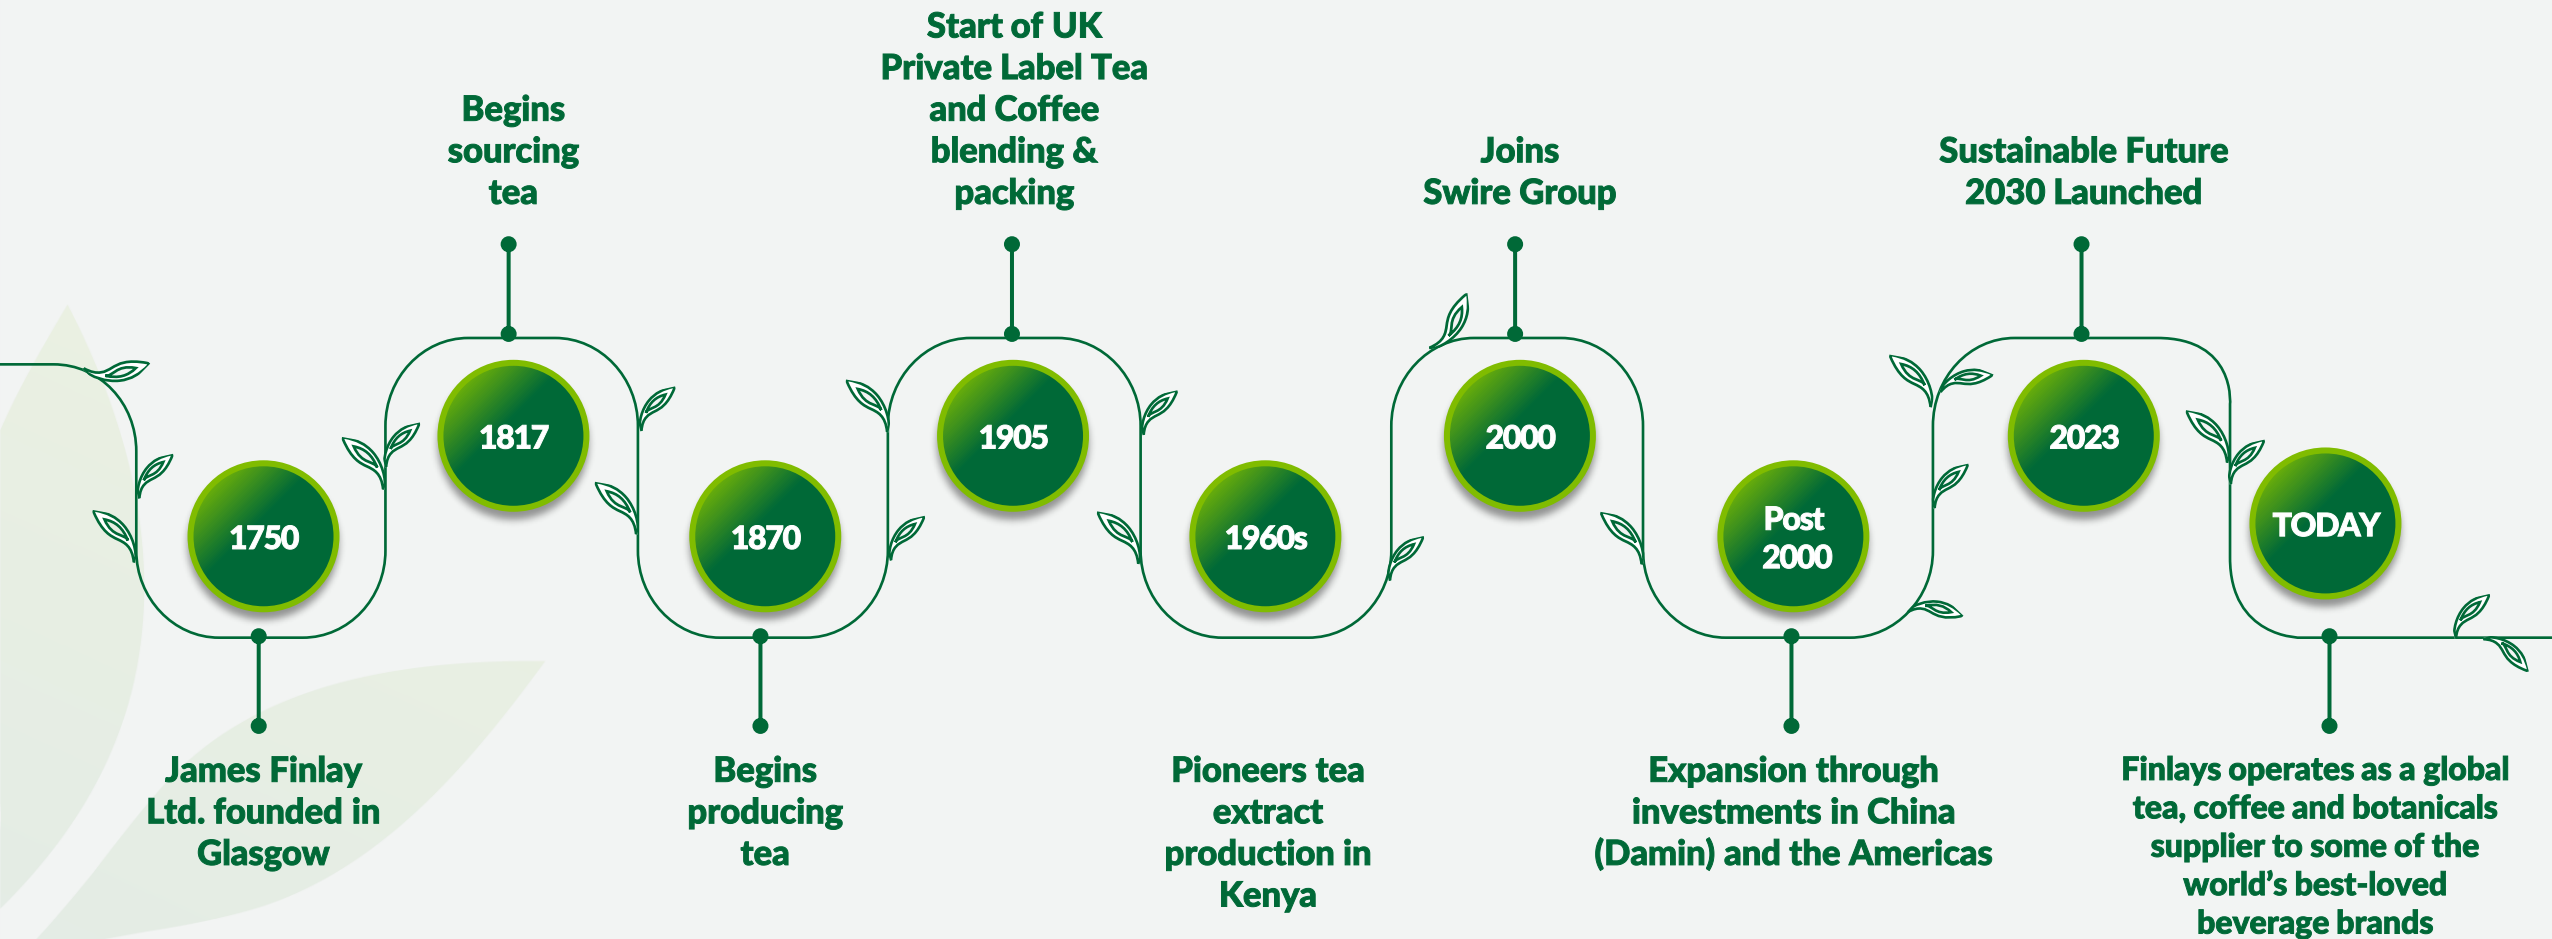 1750
James Finlay
Ltd. founded in
Glasgow
Begins
sourcing
tea
1817
1870
Begins
producing
tea
Start of UK
Private Label Tea
and Coffee
blending &
packing
1905
1960s
Pioneers tea
extract
production in
Kenya
Joins
Swire Group
2000
Post
2000
Expansion through
investments in China
(Damin) and the Americas
Sustainable Future
2030 Launched
2023
TODAY
Finlays operates as a global
tea, coffee and botanicals
supplier to some of the
world’s best-loved
beverage brands